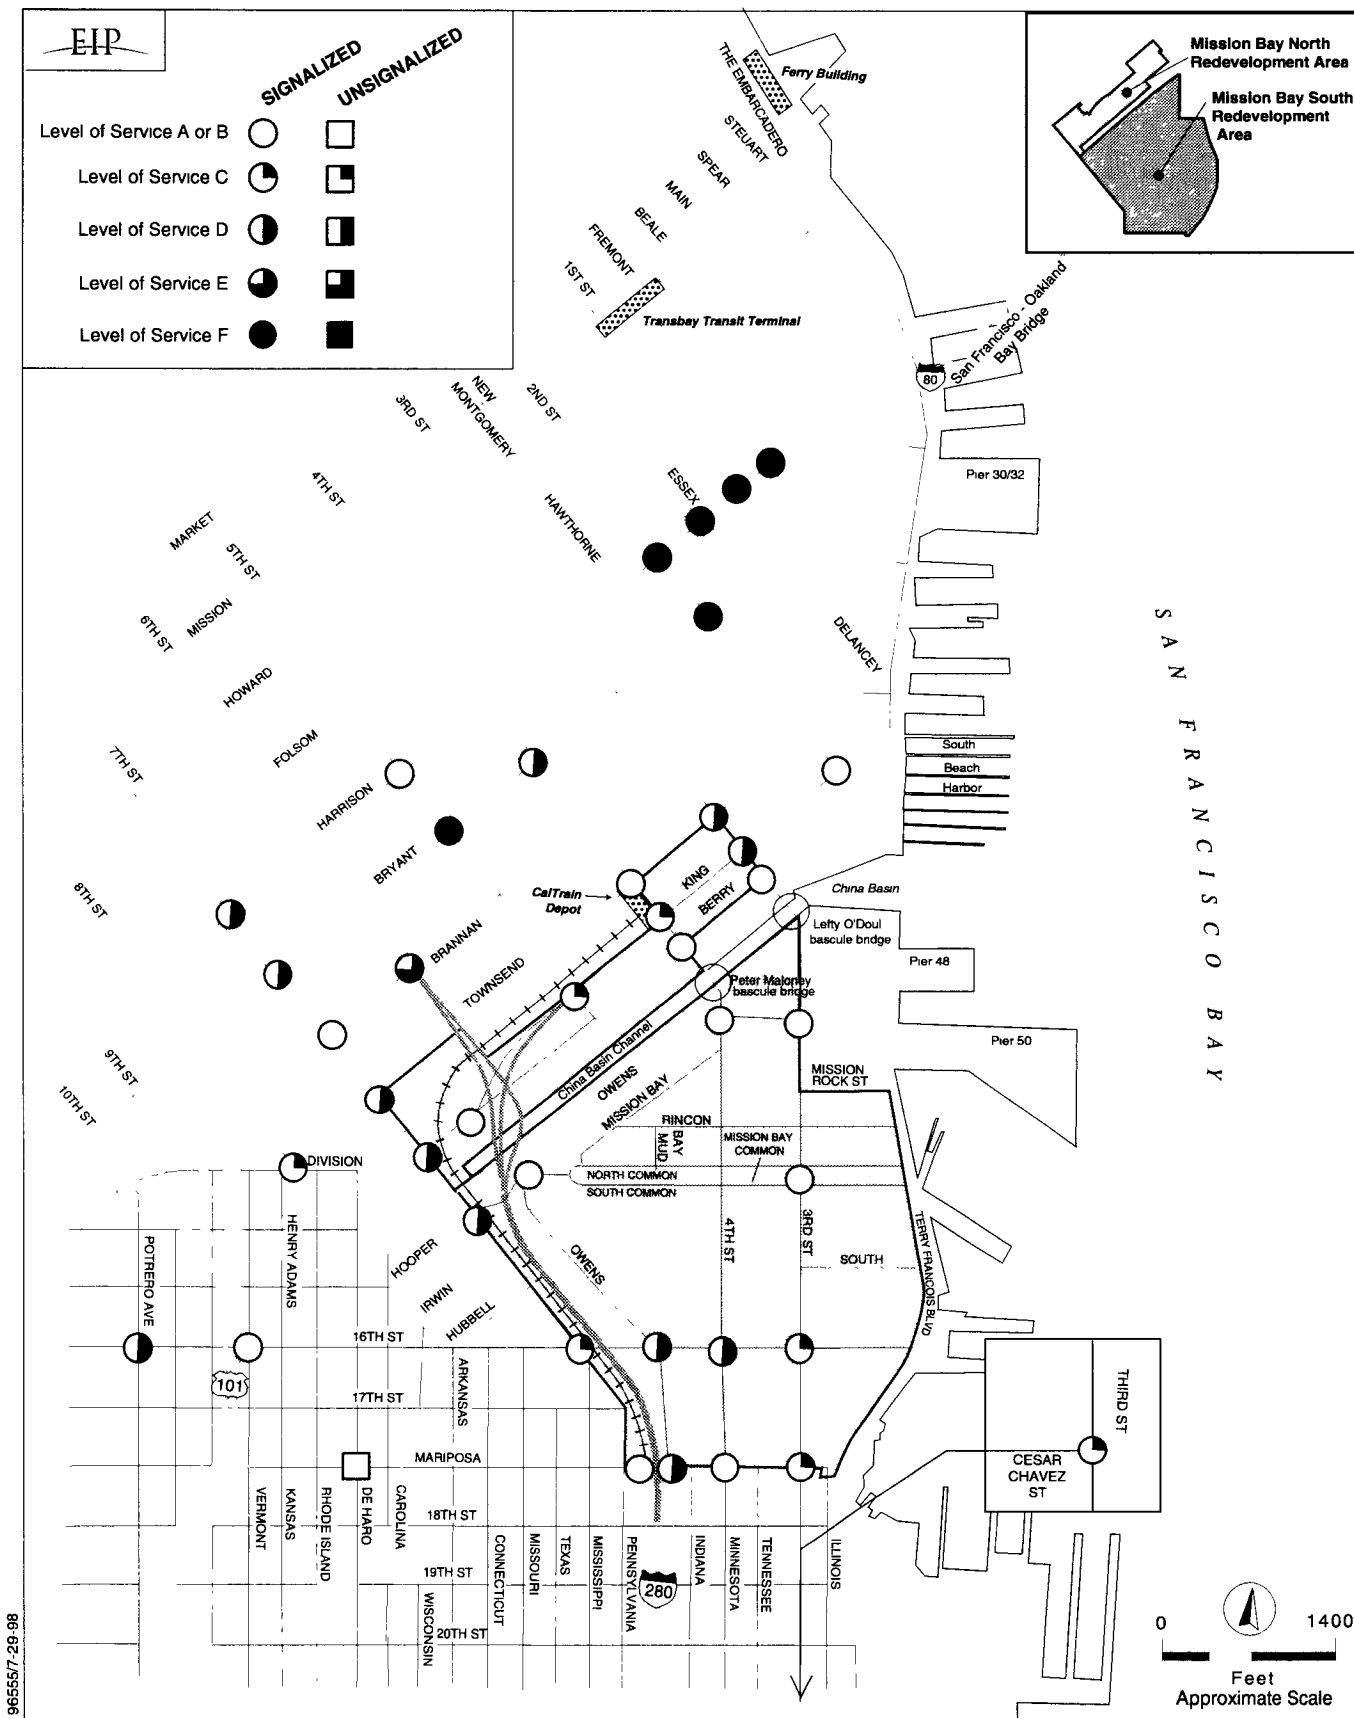 EIP
SIGNALIZED
UNSIGNALIZED
Level of Service A or B
Level of Service C
Level of Service D
Level of Service E
Level of Service F
Mission Bay North
Redevelopment Area
Mission Bay South
Redevelopment
Area
Ferry Building
THE EMBARCADERO
STEUART
SPEAR
MAIN
BEALE
FREMONT
1ST ST
Transbay Transit Terminal
San Francisco - Oakland
Bay Bridge
80
2ND ST
NEW
MONTGOMERY
3RD ST
4TH ST
ESSEX
HAWTHORNE
Pier 30/32
MARKET
5TH ST
MISSION
6TH ST
HOWARD
DELANCEY
FOLSOM
7TH ST
HARRISON
BRYANT
South
Beach
Harbor
SAN FRANCISCO BAY
8TH ST
CalTrain
Depot
KING
BERRY
China Basin
Lefty O'Doul
bascule bridge
BRANNAN
TOWNSEND
Pier 48
Peter Maloney
bascule bridge
Pier 50
China Basin Channel
9TH ST
10TH ST
OWENS
MISSION BAY
MISSION
ROCK ST
RINCON
BAY
MUD
MISSION BAY
COMMON
NORTH COMMON
SOUTH COMMON
DIVISION
HENRY ADAMS
POTRERO AVE
HOOPER
IRWIN
HUBBELL
OWENS
4TH ST
3RD ST
SOUTH
TERRY FRANCOIS BLVD
16TH ST
101
ARKANSAS
17TH ST
MARIPOSA
THIRD ST
CESAR
CHAVEZ
ST
VERMONT
KANSAS
RHODE ISLAND
DE HARO
CAROLINA
18TH ST
CONNECTICUT
MISSOURI
TEXAS
MISSISSIPPI
PENNSYLVANIA
INDIANA
MINNESOTA
TENNESSEE
ILLINOIS
19TH ST
280
WISCONSIN
20TH ST
0 1400
Feet
Approximate Scale
96555/7-29-98